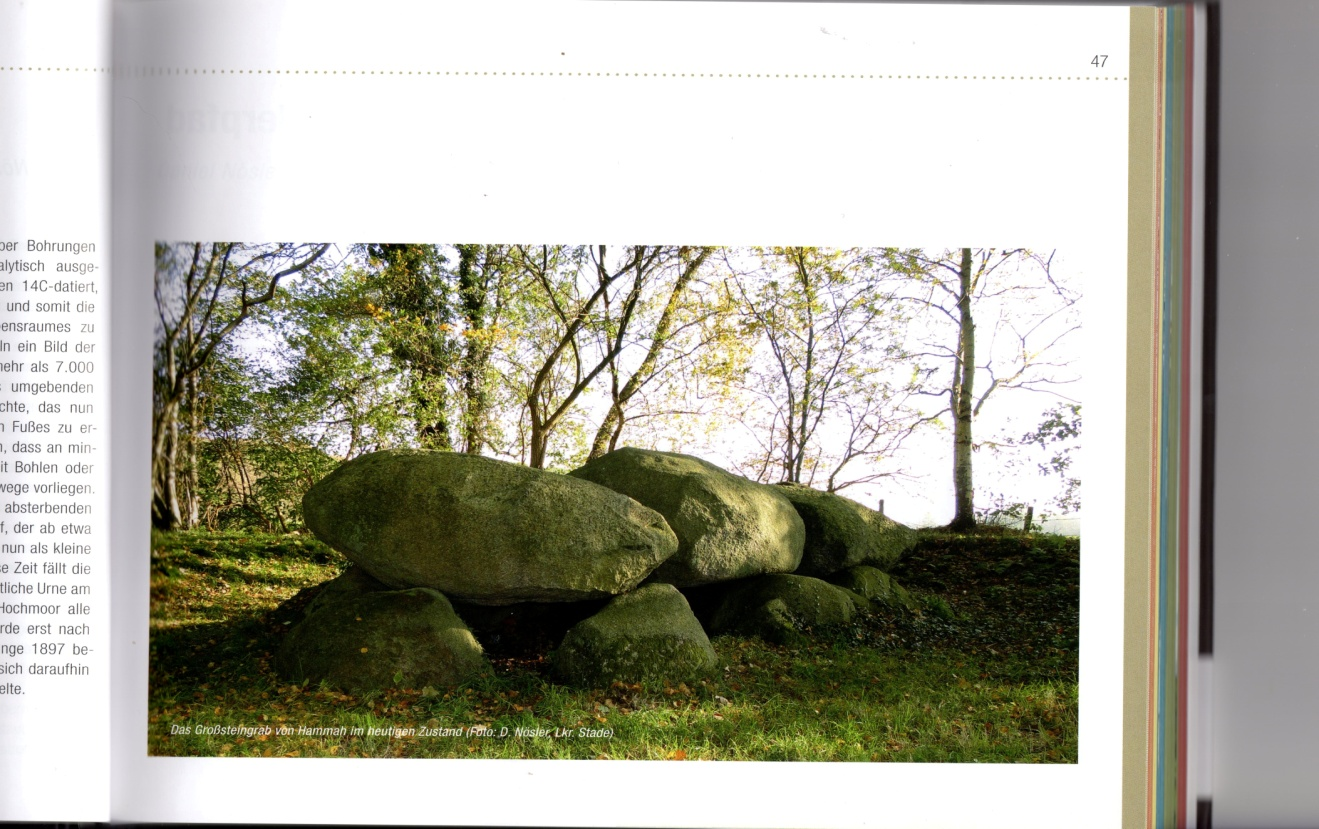 47
ber Bohrungen
alytisch ausge-
en 14C-datiert,
und somit die
ensraumes zu
ln ein Bild der
mehr als 7.000
s umgebenden
chte, das nun
n Fußes zu er-
n, dass an min-
it Bohlen oder
wege vorliegen.
absterbenden
f, der ab etwa
nun als kleine
se Zeit fällt die
tliche Urne am
Hochmoor alle
rde erst nach
nge 1897 be-
sich daraufhin
elte.
Das Großsteingrab von Hammah im heutigen Zustand (Foto: D. Nösler, Lkr. Stade)